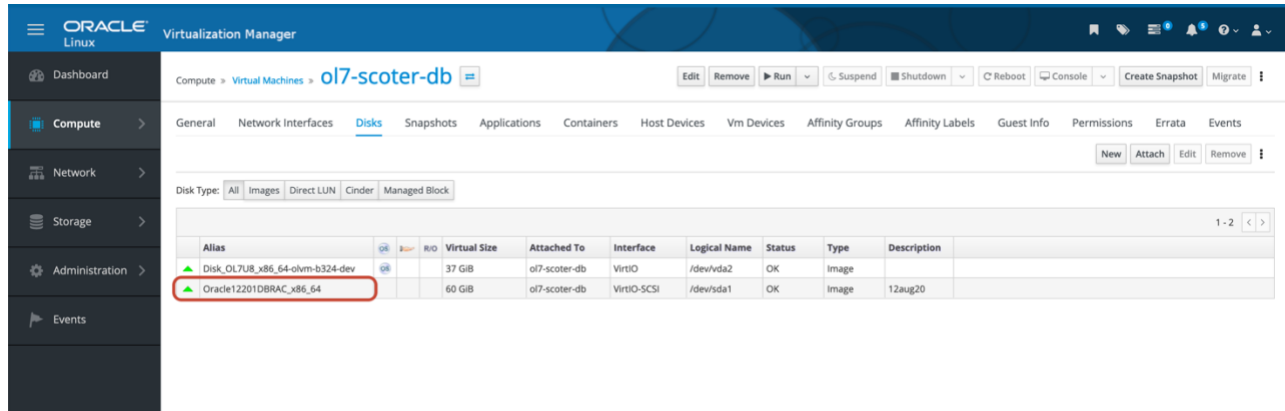 ORACLE Linux Virtualization Manager
Dashboard
Compute
Network
Storage
Administration
Events
Compute » Virtual Machines » ol7-scoter-db
Edit Remove Run Suspend Shutdown Reboot Console Create Snapshot Migrate
General Network Interfaces Disks Snapshots Applications Containers Host Devices Vm Devices Affinity Groups Affinity Labels Guest Info Permissions Errata Events
New Attach Edit Remove
Disk Type: All Images Direct LUN Cinder Managed Block
1 - 2
Alias R/O Virtual Size Attached To Interface Logical Name Status Type Description
Disk_OL7U8_x86_64-olvm-b324-dev 37 GiB ol7-scoter-db VirtIO /dev/vda2 OK Image
Oracle12201DBRAC_x86_64 60 GiB ol7-scoter-db VirtIO-SCSI /dev/sda1 OK Image 12aug20